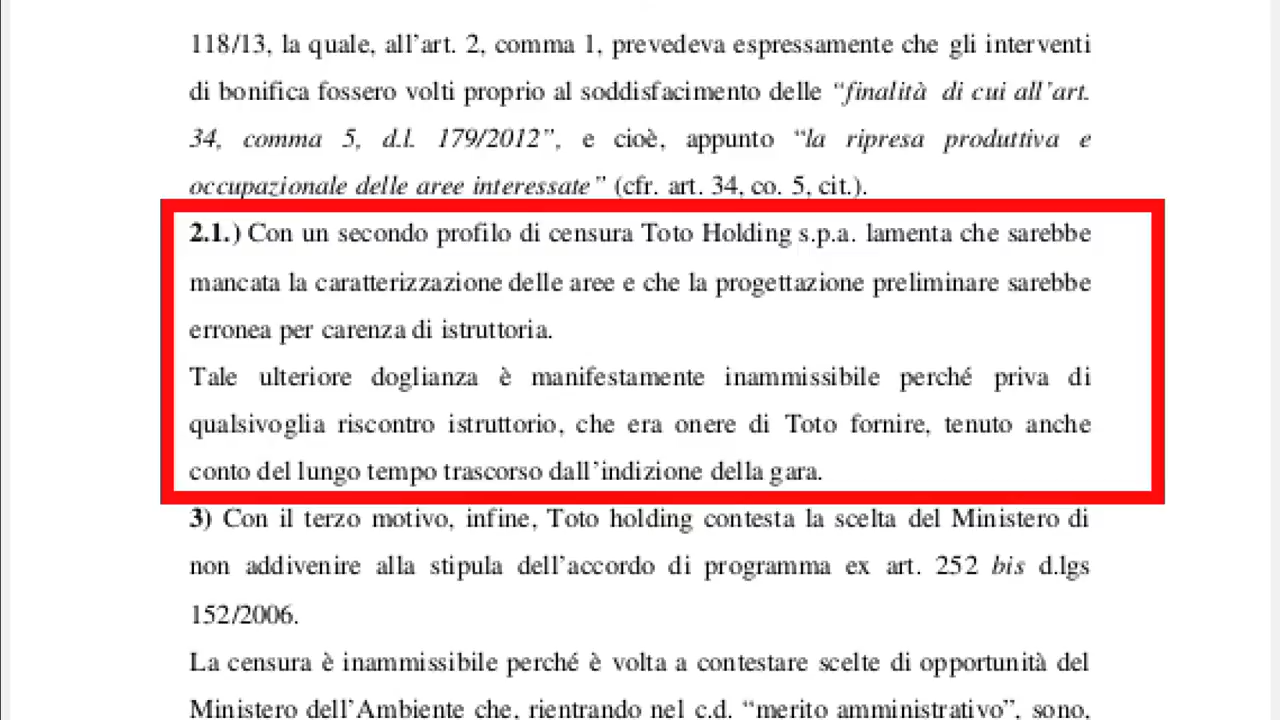 118/13, la quale, all’art. 2, comma 1, prevedeva espressamente che gli interventi
di bonifica fossero volti proprio al soddisfacimento delle “finalità di cui all’art.
34, comma 5, d.l. 179/2012”, e cioè, appunto “la ripresa produttiva e
occupazionale delle aree interessate” (cfr. art. 34, co. 5, cit.).
2.1.) Con un secondo profilo di censura Toto Holding s.p.a. lamenta che sarebbe
mancata la caratterizzazione delle aree e che la progettazione preliminare sarebbe
erronea per carenza di istruttoria.
Tale ulteriore doglianza è manifestamente inammissibile perché priva di
qualsivoglia riscontro istruttorio, che era onere di Toto fornire, tenuto anche
conto del lungo tempo trascorso dall’indizione della gara.
3) Con il terzo motivo, infine, Toto holding contesta la scelta del Ministero di
non addivenire alla stipula dell’accordo di programma ex art. 252 bis d.lgs
152/2006.
La censura è inammissibile perché è volta a contestare scelte di opportunità del
Ministero dell’Ambiente che, rientrando nel c.d. “merito amministrativo”, sono,